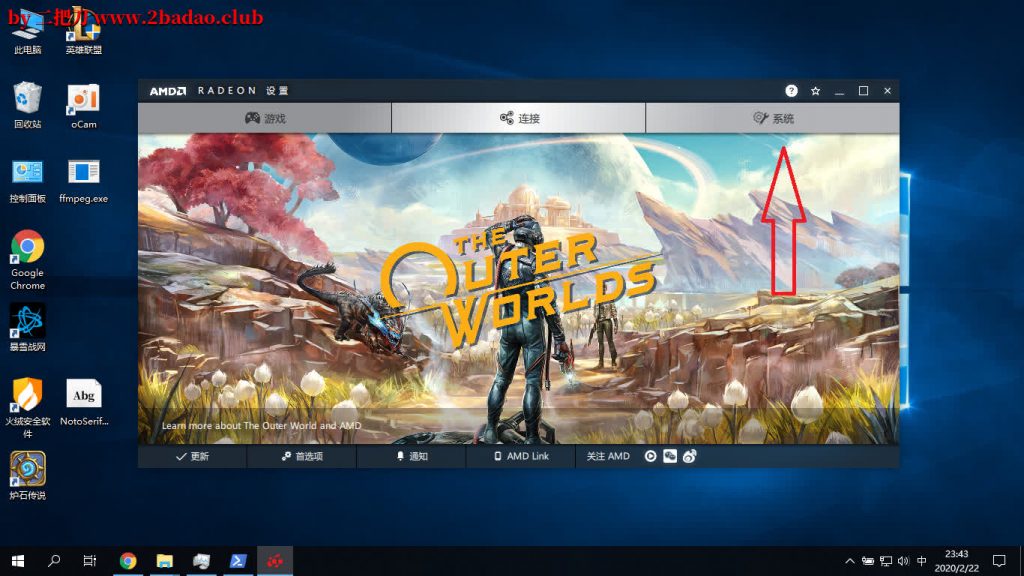 by 二把刀 www.2badao.club
此电脑
英雄联盟
回收站
oCam
控制面板
ffmpeg.exe
Google
Chrome
暴雪战网
火绒安全软
件
Abg
NotoSerif...
炉石传说
AMD RADEON 设置
游戏
连接
系统
THE
OUTER
WORLDS
Learn more about The Outer World and AMD
更新
首选项
通知
AMD Link
关注 AMD
中
23:43
2020/2/22